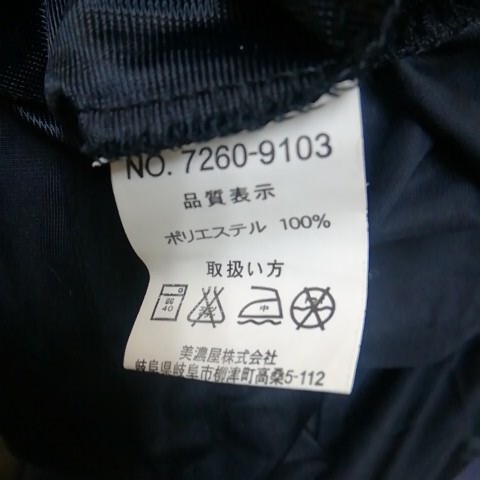 NO. 7260-9103
品質表示
ポリエステル 100%
取扱い方
弱
40
中
美濃屋株式会社
岐阜県岐阜市柳津町高桑5-112